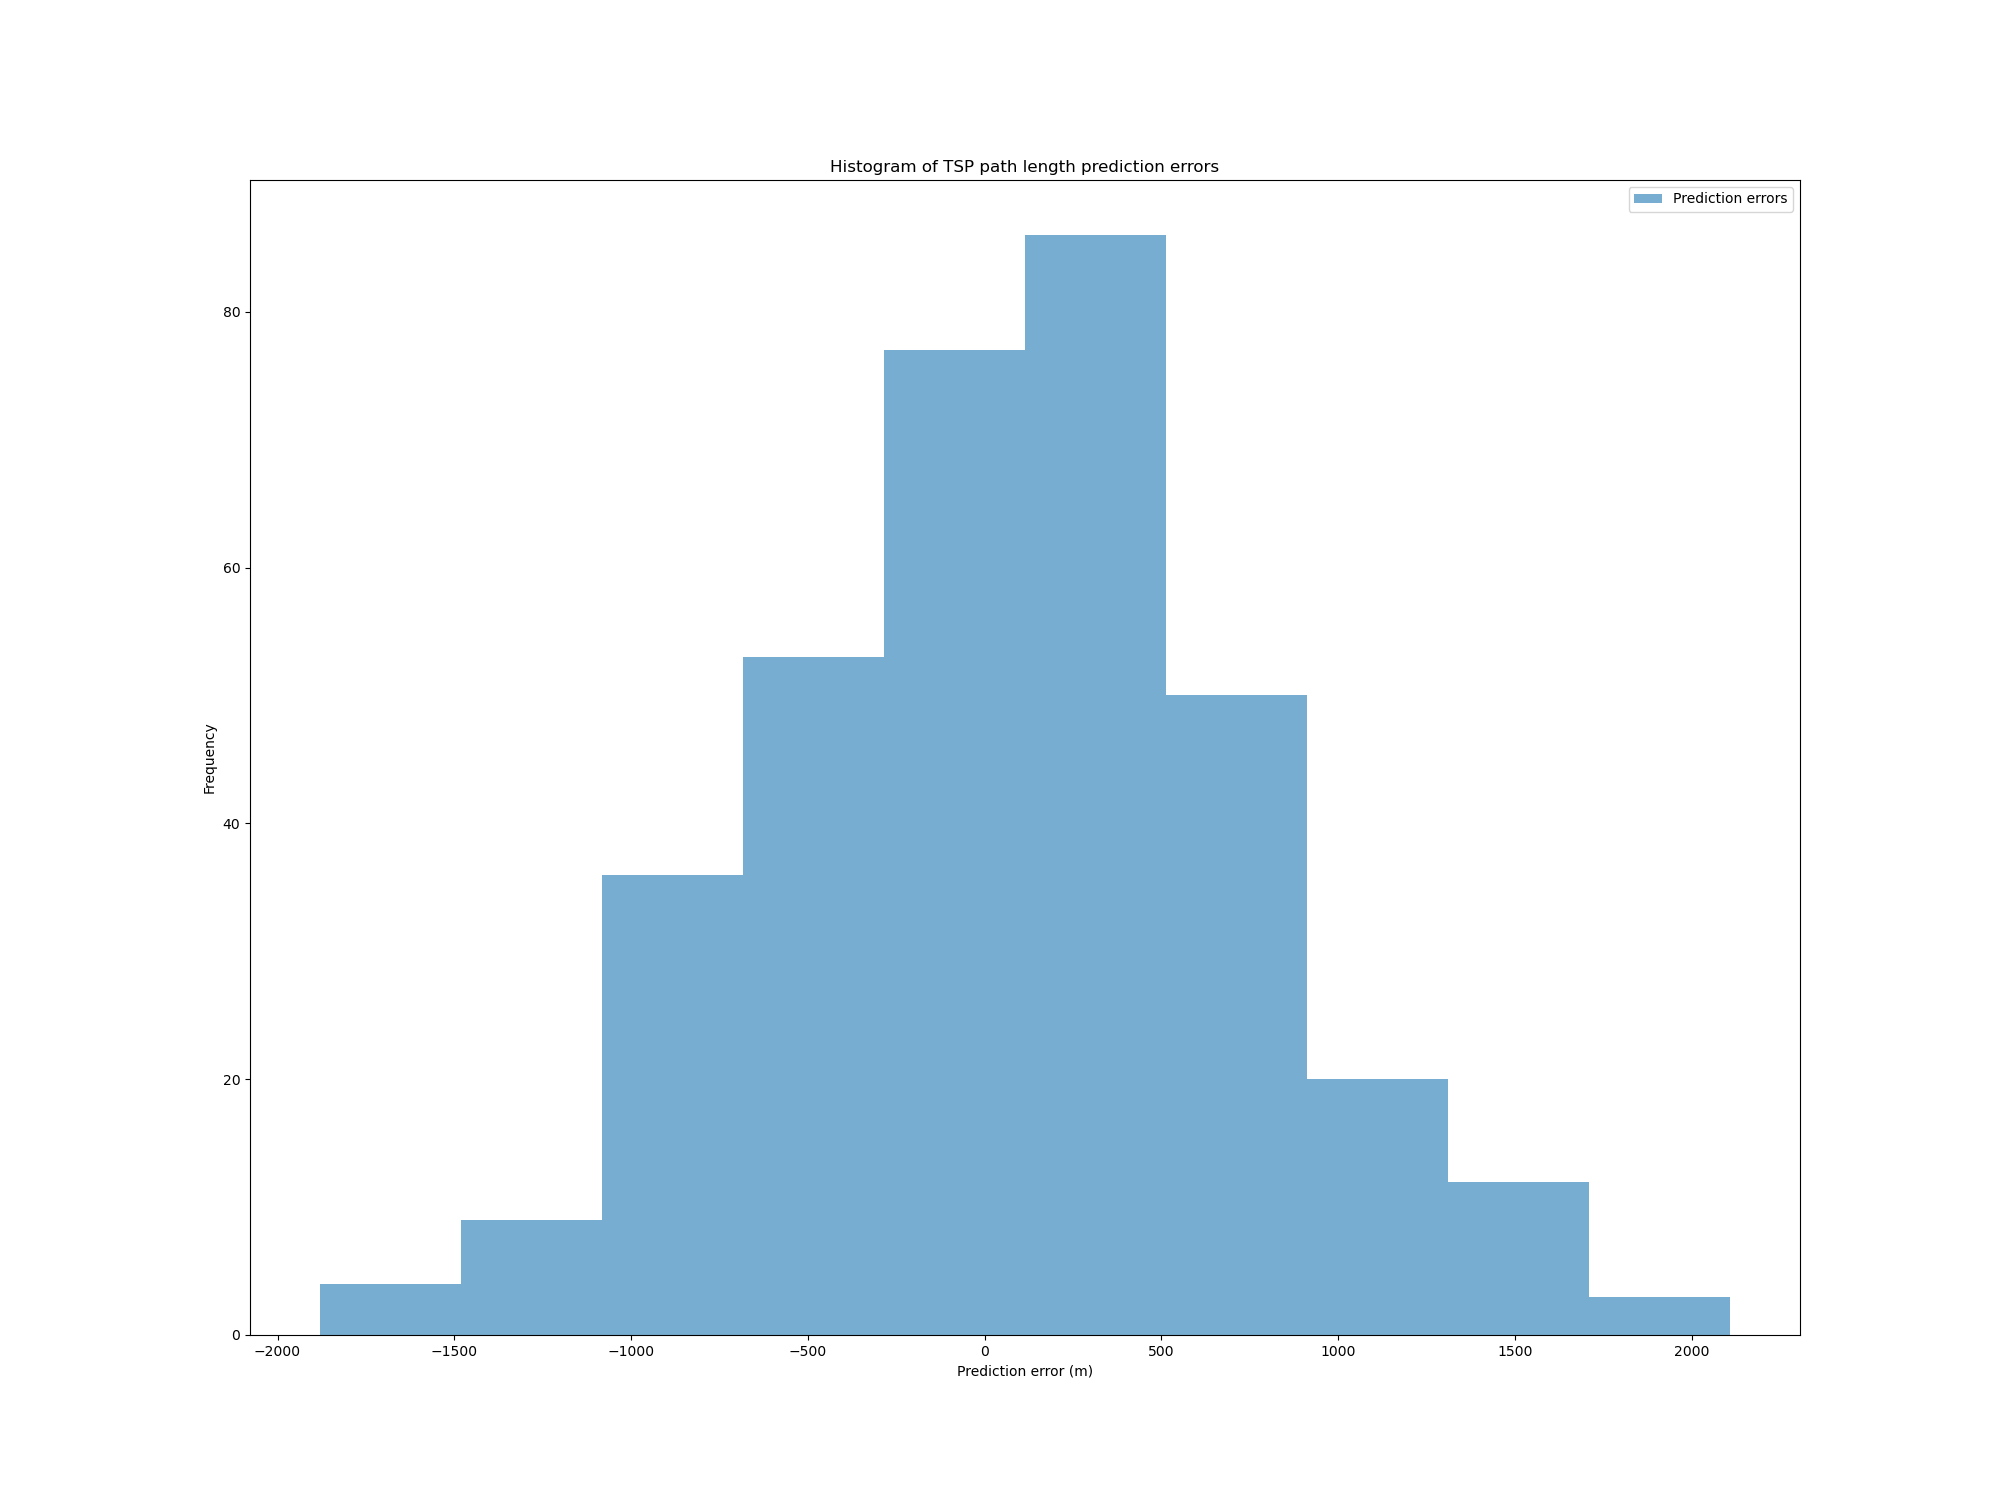 Histogram of TSP path length prediction errors
Prediction errors
Frequency
80
60
40
20
0
−2000 −1500 −1000 −500 0 500 1000 1500 2000
Prediction error (m)